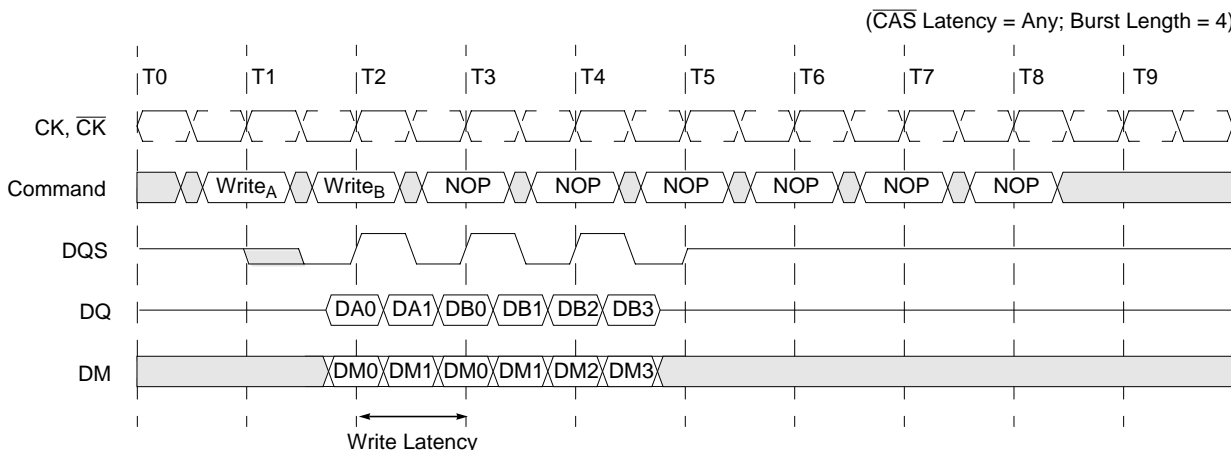 (C̅A̅S̅ Latency = Any; Burst Length = 4)
T0 T1 T2 T3 T4 T5 T6 T7 T8 T9
CK, C̅K̅
Command WriteA WriteB NOP NOP NOP NOP NOP NOP
DQS
DQ DA0 DA1 DB0 DB1 DB2 DB3
DM DM0 DM1 DM0 DM1 DM2 DM3
Write Latency